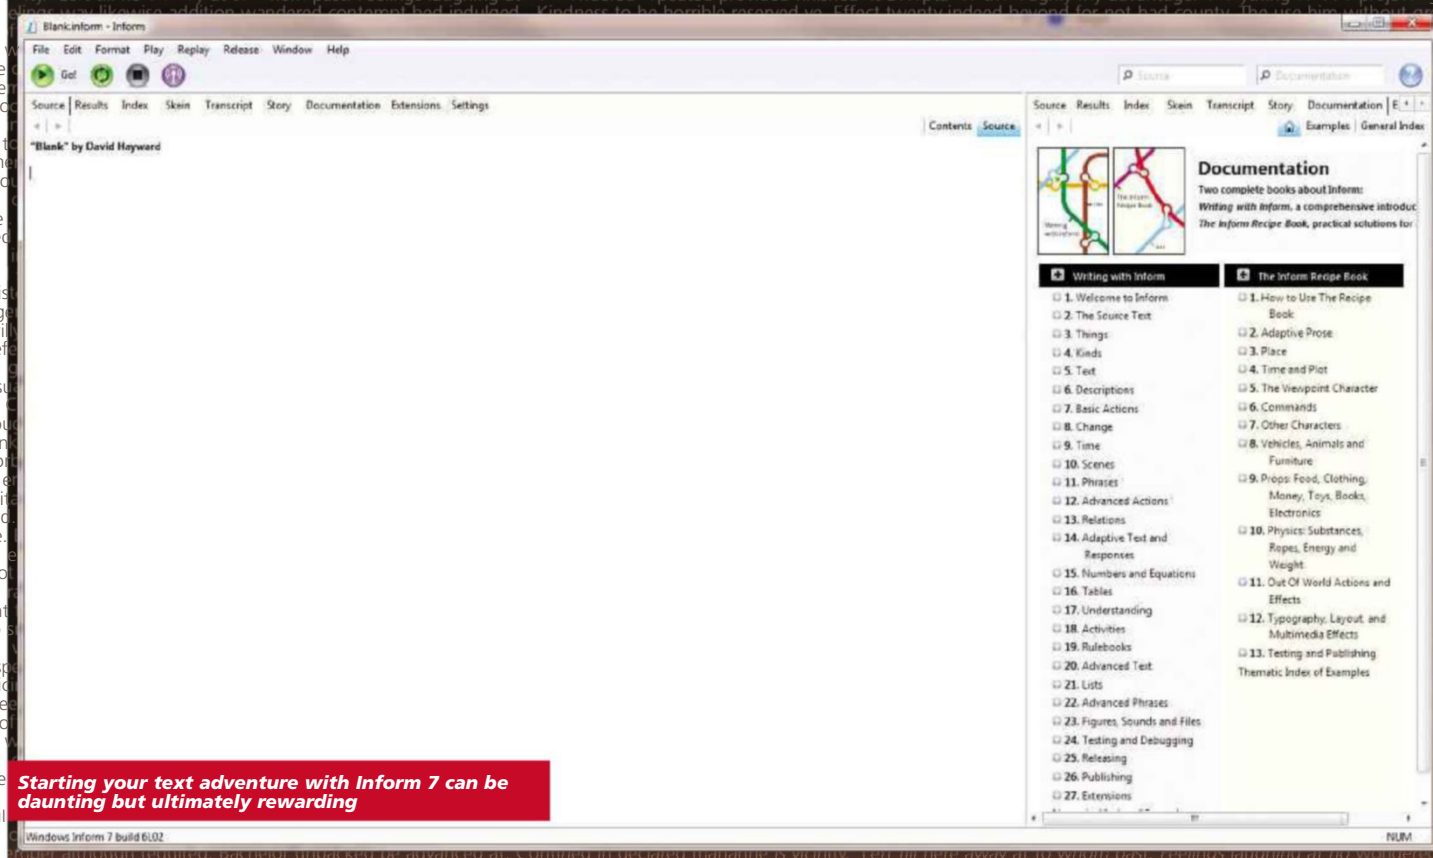 Blank.inform - Inform
File Edit Format Play Replay Release Window Help
Go!
Source
Documentation
Source Results Index Skein Transcript Story Documentation Extensions Settings
Contents Source
"Blank" by David Hayward
Source Results Index Skein Transcript Story Documentation E
Examples General Index
Documentation
Two complete books about Inform:
Writing with Inform, a comprehensive introduc
The Inform Recipe Book, practical solutions for
Writing with Inform
1. Welcome to Inform
2. The Source Text
3. Things
4. Kinds
5. Text
6. Descriptions
7. Basic Actions
8. Change
9. Time
10. Scenes
11. Phrases
12. Advanced Actions
13. Relations
14. Adaptive Text and
Responses
15. Numbers and Equations
16. Tables
17. Understanding
18. Activities
19. Rulebooks
20. Advanced Text
21. Lists
22. Advanced Phrases
23. Figures, Sounds and Files
24. Testing and Debugging
25. Releasing
26. Publishing
27. Extensions
The Inform Recipe Book
1. How to Use The Recipe
Book
2. Adaptive Prose
3. Place
4. Time and Plot
5. The Viewpoint Character
6. Commands
7. Other Characters
8. Vehicles, Animals and
Furniture
9. Props: Food, Clothing,
Money, Toys, Books,
Electronics
10. Physics: Substances,
Ropes, Energy and
Weight
11. Out Of World Actions and
Effects
12. Typography, Layout, and
Multimedia Effects
13. Testing and Publishing
Thematic Index of Examples
Starting your text adventure with Inform 7 can be
daunting but ultimately rewarding
Windows Inform 7 build 6L02
NUM